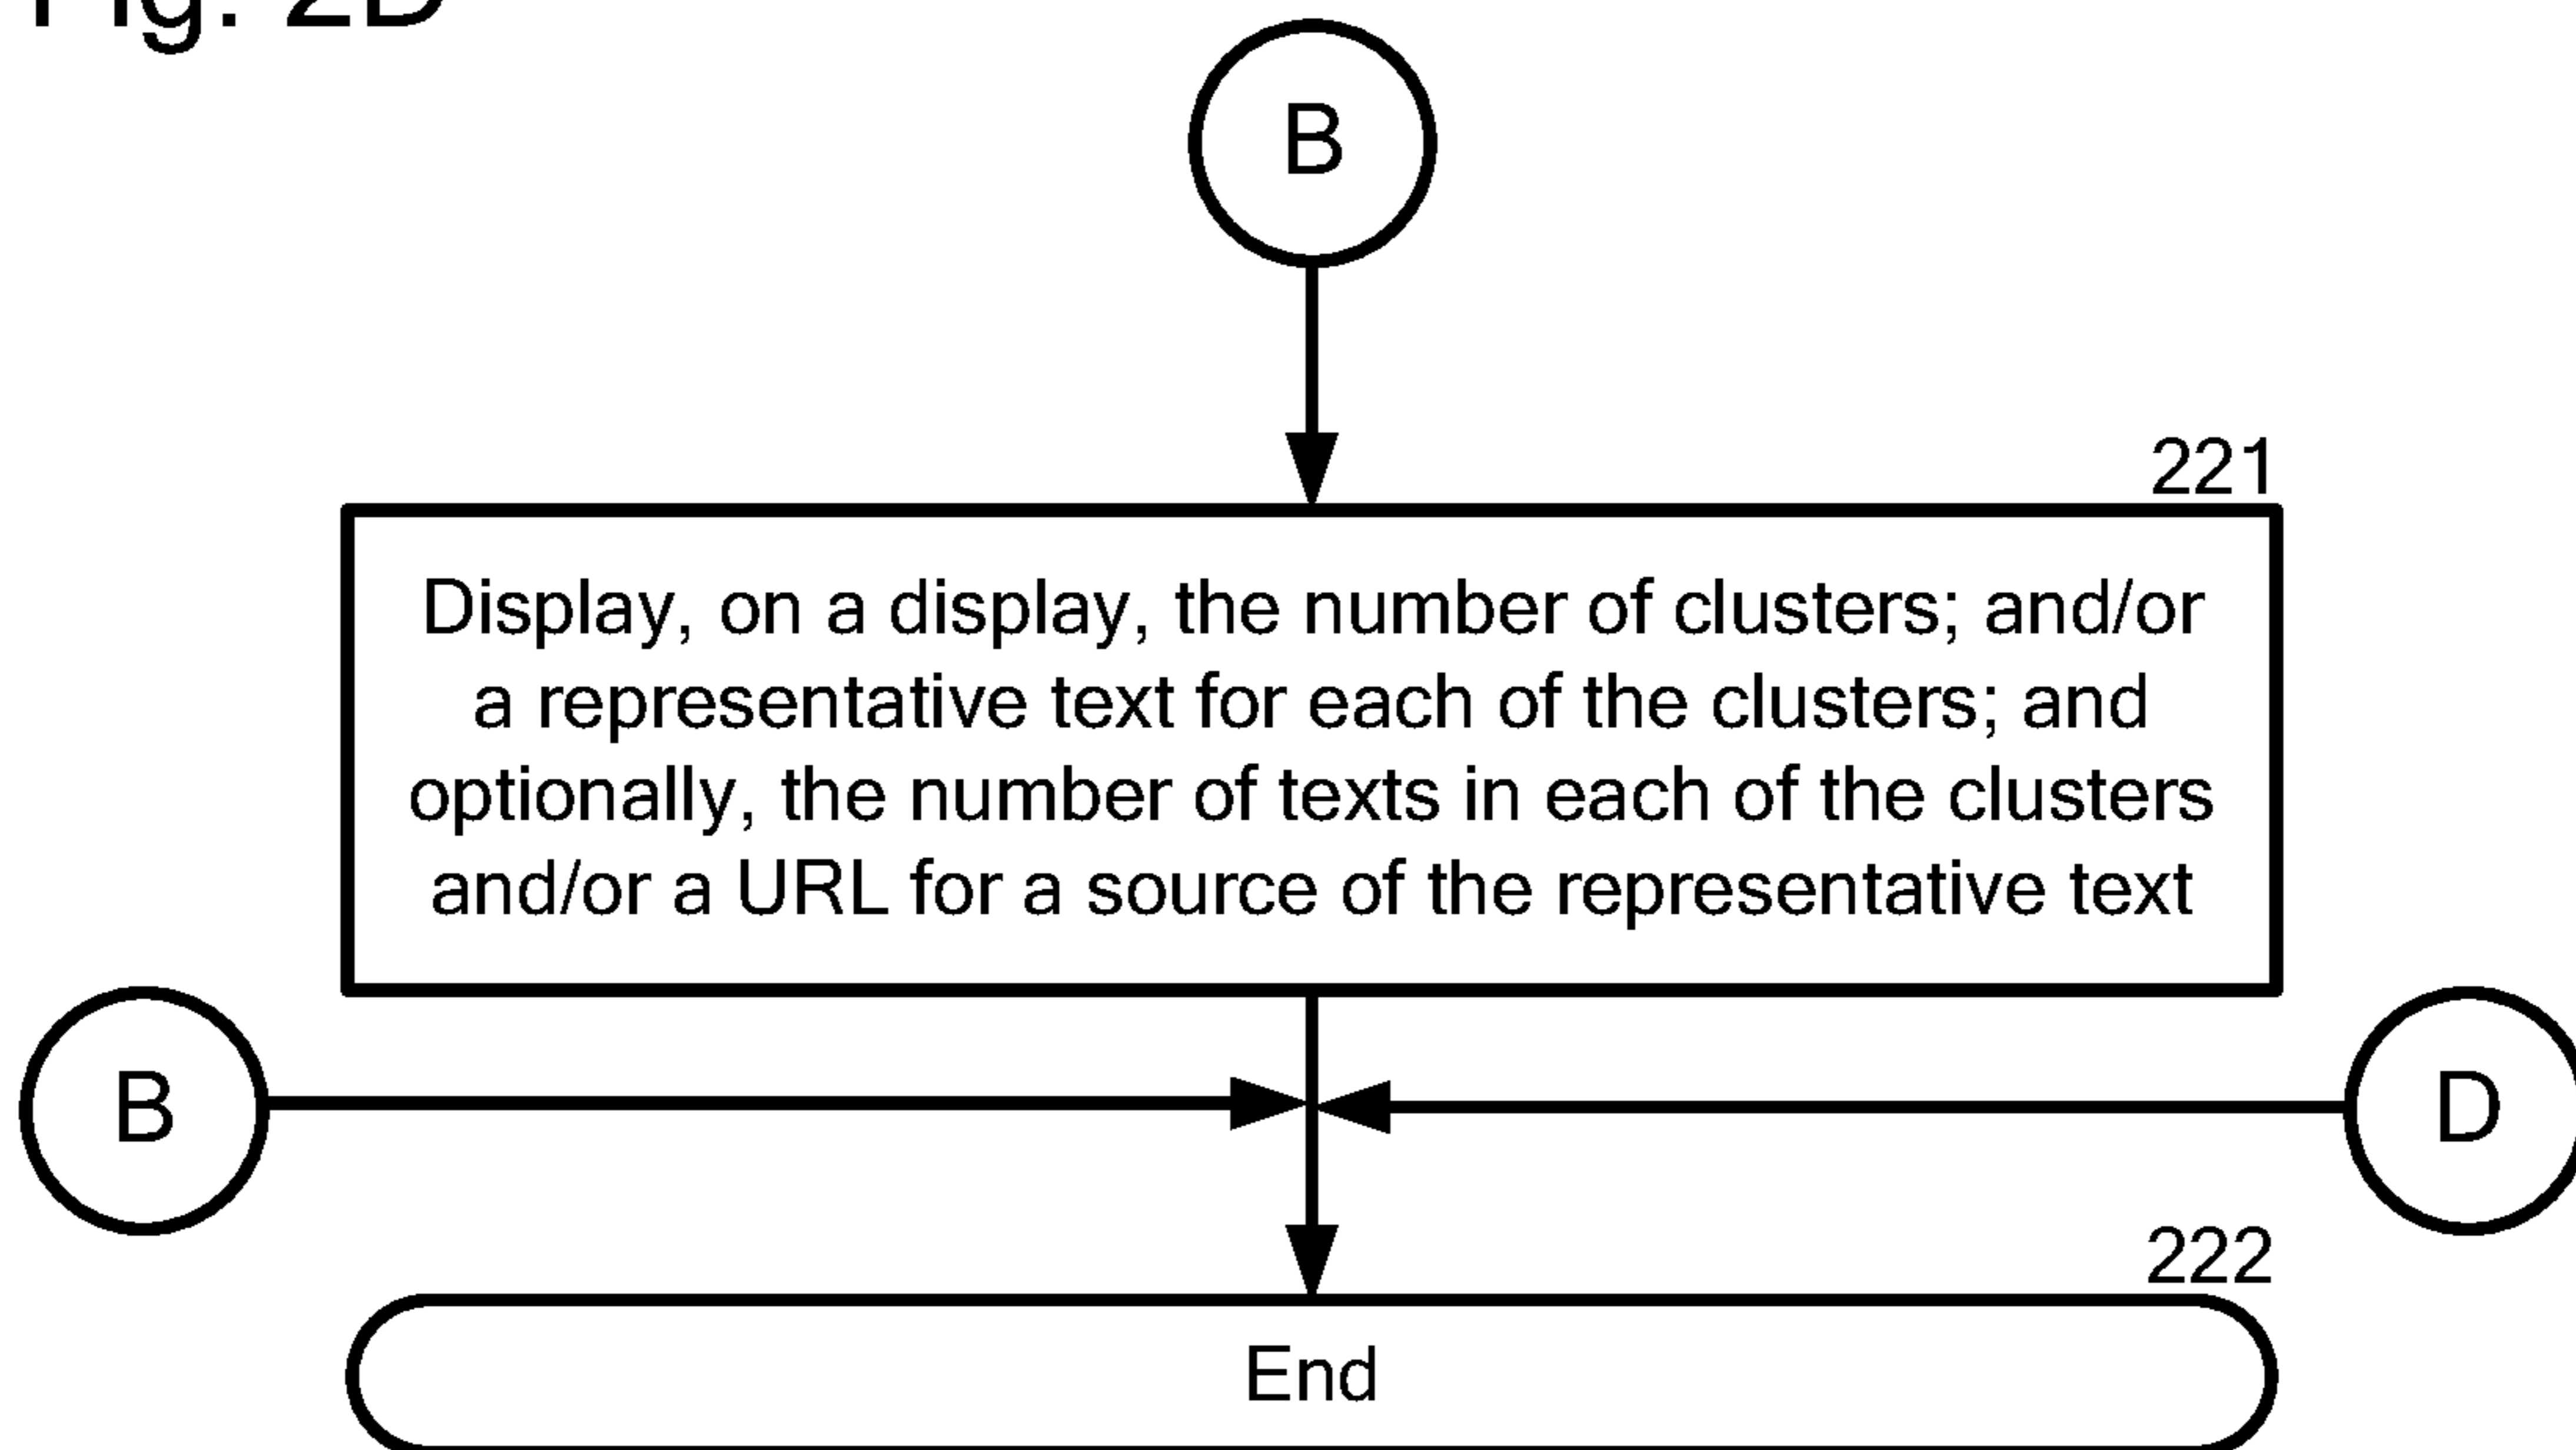 Fig. 2D
B
221
Display, on a display, the number of clusters; and/or
a representative text for each of the clusters; and
optionally, the number of texts in each of the clusters
and/or a URL for a source of the representative text
B
D
222
End